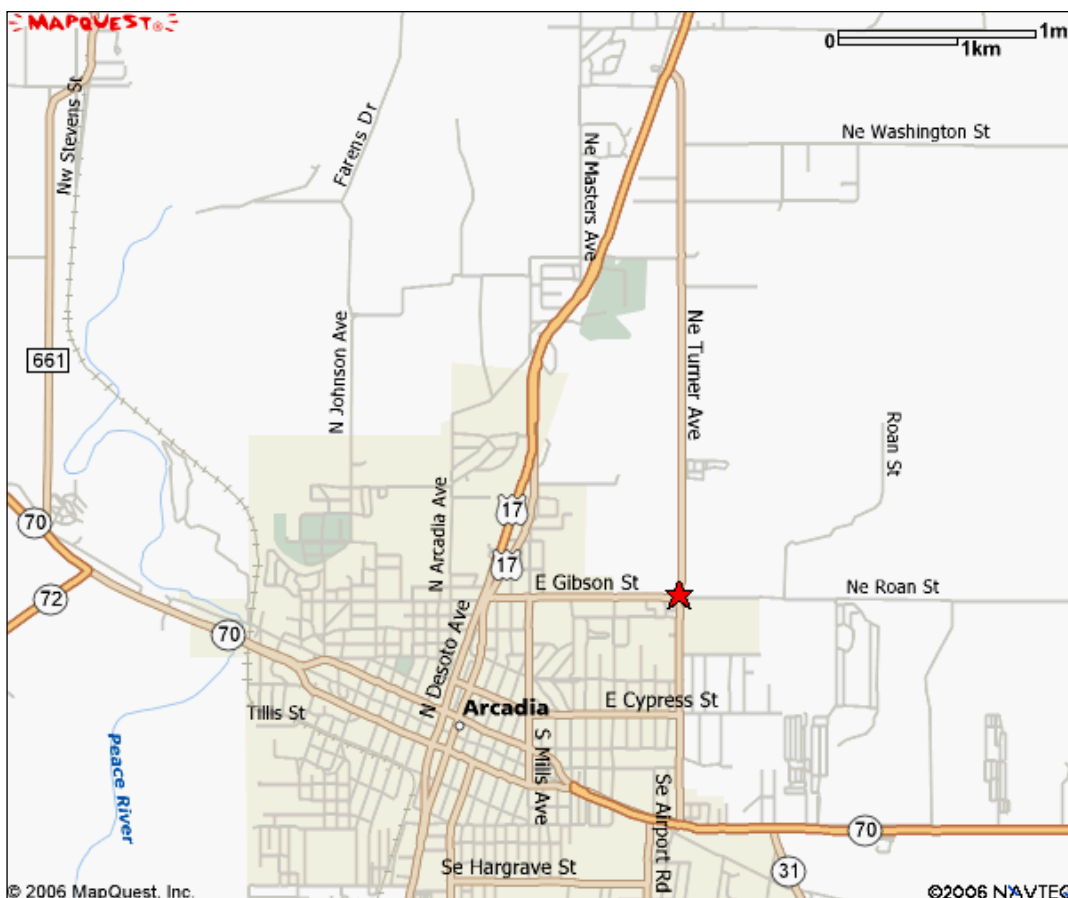 MAPQUEST®
0 1m
1km
Nw Stevens St
Farens Dr
Ne Masters Ave
Ne Washington St
Ne Turner Ave
N Johnson Ave
661
Roan St
N Arcadia Ave
17
70
17
E Gibson St
Ne Roan St
72
70
N Desoto Ave
Tillis St
Arcadia
E Cypress St
S Mills Ave
Peace River
Se Airport Rd
70
Se Hargrave St
31
© 2006 MapQuest, Inc.
©2006 NAVTEQ